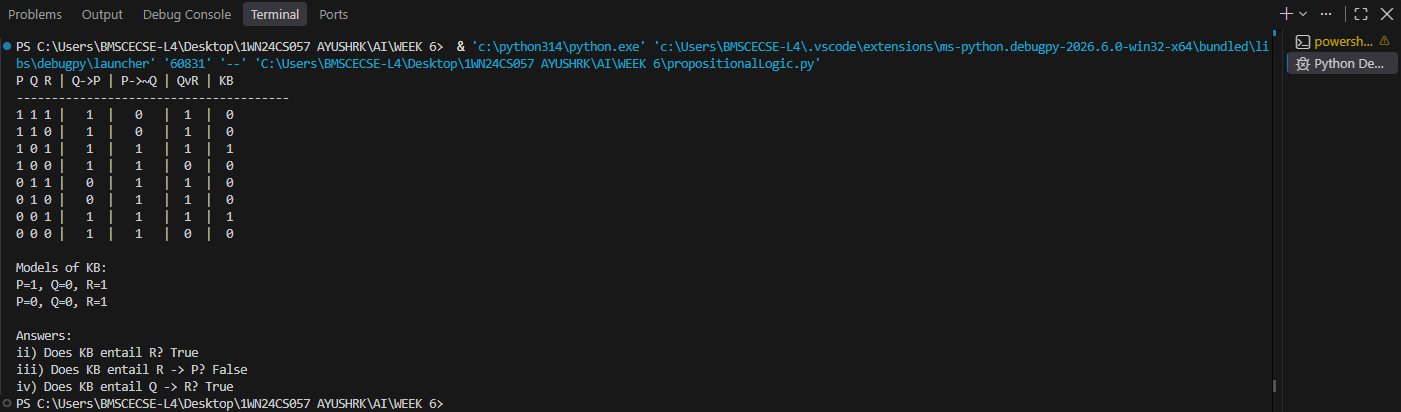 Problems Output Debug Console Terminal Ports
PS C:\Users\BMSCECSE-L4\Desktop\1WN24CS057 AYUSHRK\AI\WEEK 6> & 'c:\python314\python.exe' 'c:\Users\BMSCECSE-L4\.vscode\extensions\ms-python.debugpy-2026.6.0-win32-x64\bundled\li
bs\debugpy\launcher' '60831' '--' 'C:\Users\BMSCECSE-L4\Desktop\1WN24CS057 AYUSHRK\AI\WEEK 6\propositionalLogic.py'
P Q R | Q->P | P->~Q | QvR | KB
---------------------------------------
1 1 1 | 1 | 0 | 1 | 0
1 1 0 | 1 | 0 | 1 | 0
1 0 1 | 1 | 1 | 1 | 1
1 0 0 | 1 | 1 | 0 | 0
0 1 1 | 0 | 1 | 1 | 0
0 1 0 | 0 | 1 | 1 | 0
0 0 1 | 1 | 1 | 1 | 1
0 0 0 | 1 | 1 | 0 | 0
Models of KB:
P=1, Q=0, R=1
P=0, Q=0, R=1
Answers:
ii) Does KB entail R? True
iii) Does KB entail R -> P? False
iv) Does KB entail Q -> R? True
PS C:\Users\BMSCECSE-L4\Desktop\1WN24CS057 AYUSHRK\AI\WEEK 6>
powersh...
Python De...